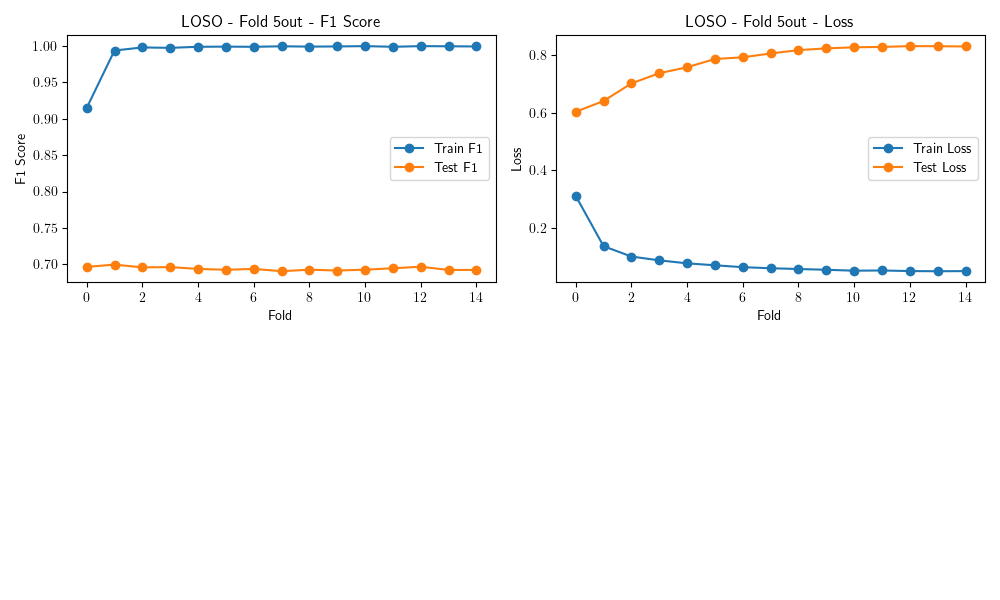 LOSO - Fold 5out - F1 Score
1.00
0.95
0.90
0.85
0.80
0.75
0.70
F1 Score
Train F1
Test F1
0 2 4 6 8 10 12 14
Fold
LOSO - Fold 5out - Loss
0.8
0.6
0.4
0.2
Loss
Train Loss
Test Loss
0 2 4 6 8 10 12 14
Fold